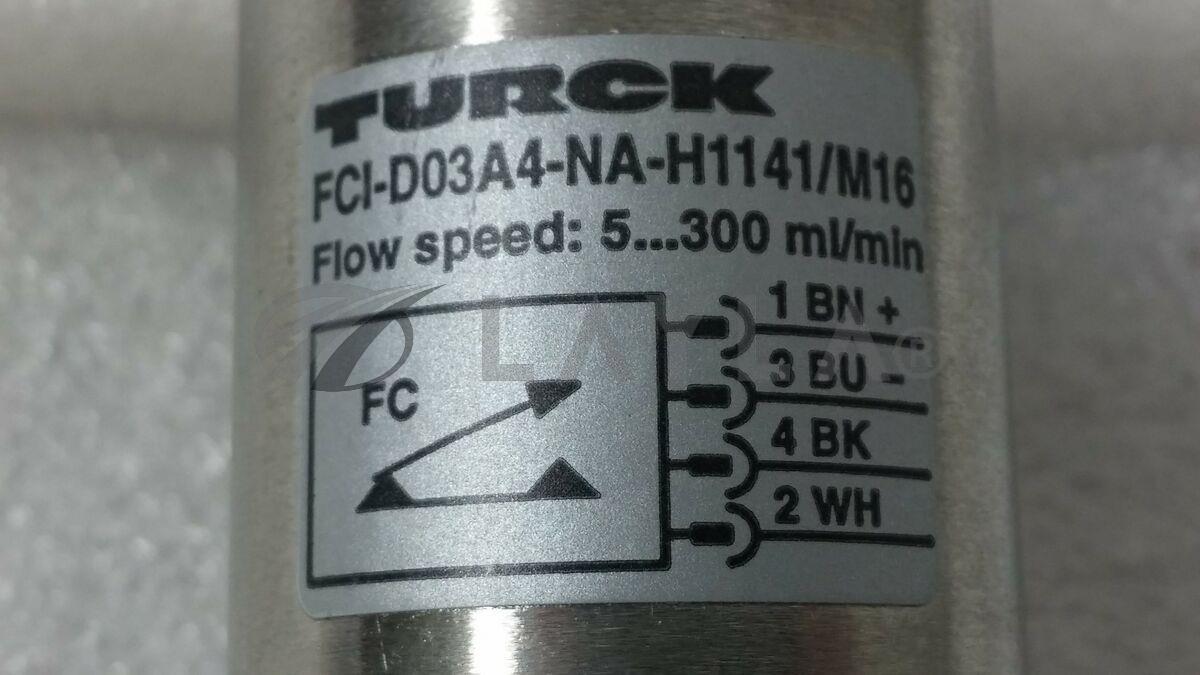 TURCK
FCI-D03A4-NA-H1141/M16
Flow speed: 5...300 ml/min
1 BN +
3 BU -
FC
4 BK
2 WH